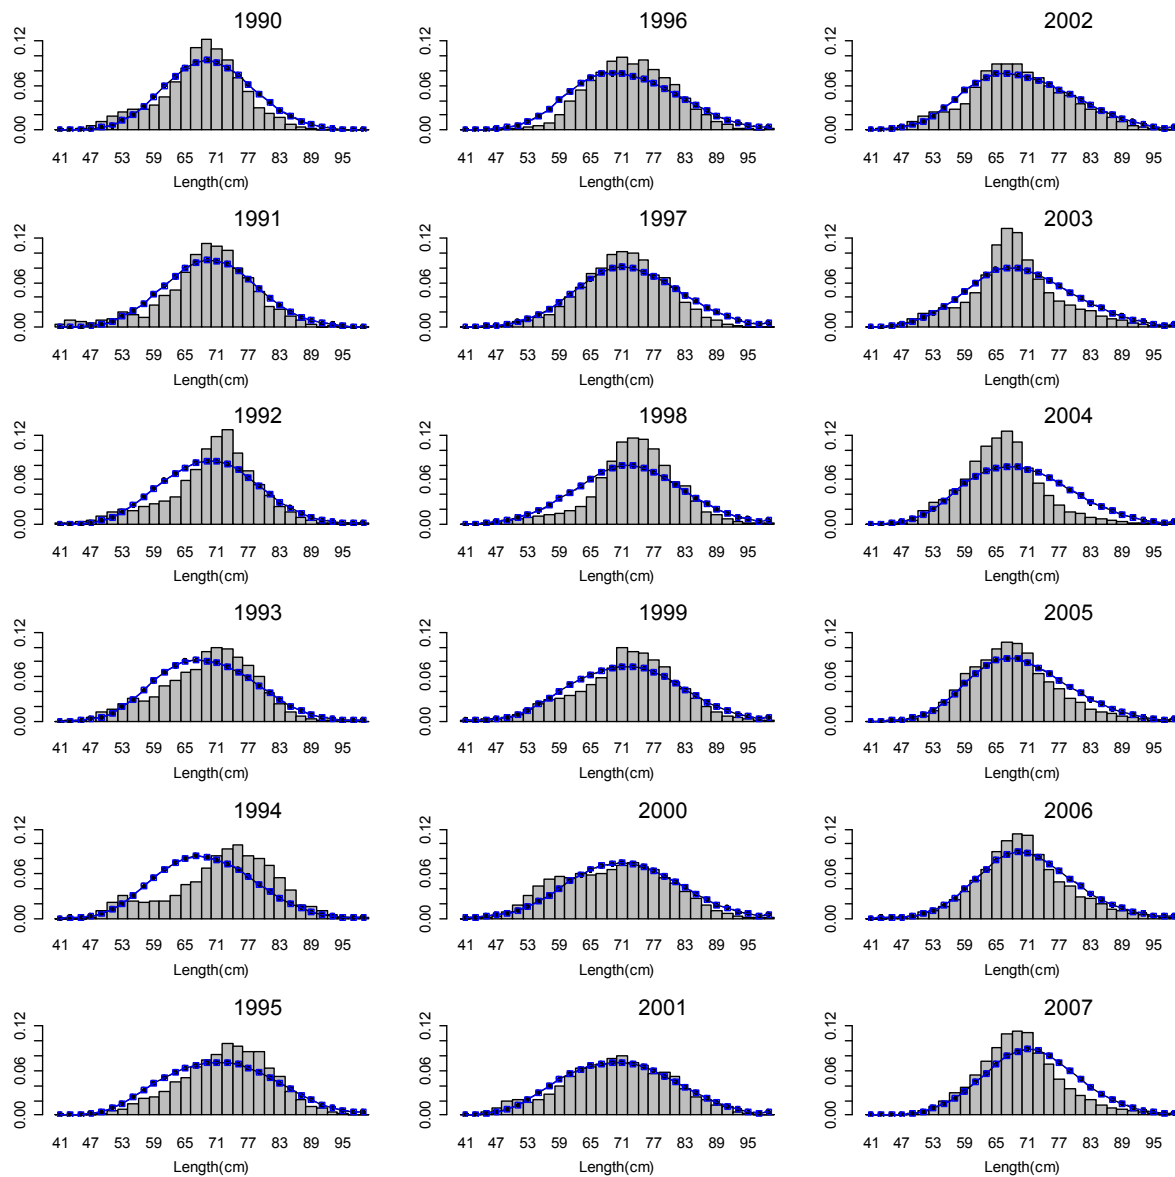 1990 1996 2002
0.00 0.06 0.12 0.00 0.06 0.12 0.00 0.06 0.12
41 47 53 59 65 71 77 83 89 95 41 47 53 59 65 71 77 83 89 95 41 47 53 59 65 71 77 83 89 95
Length(cm) Length(cm) Length(cm)
1991 1997 2003
0.00 0.06 0.12 0.00 0.06 0.12 0.00 0.06 0.12
41 47 53 59 65 71 77 83 89 95 41 47 53 59 65 71 77 83 89 95 41 47 53 59 65 71 77 83 89 95
Length(cm) Length(cm) Length(cm)
1992 1998 2004
0.00 0.06 0.12 0.00 0.06 0.12 0.00 0.06 0.12
41 47 53 59 65 71 77 83 89 95 41 47 53 59 65 71 77 83 89 95 41 47 53 59 65 71 77 83 89 95
Length(cm) Length(cm) Length(cm)
1993 1999 2005
0.00 0.06 0.12 0.00 0.06 0.12 0.00 0.06 0.12
41 47 53 59 65 71 77 83 89 95 41 47 53 59 65 71 77 83 89 95 41 47 53 59 65 71 77 83 89 95
Length(cm) Length(cm) Length(cm)
1994 2000 2006
0.00 0.06 0.12 0.00 0.06 0.12 0.00 0.06 0.12
41 47 53 59 65 71 77 83 89 95 41 47 53 59 65 71 77 83 89 95 41 47 53 59 65 71 77 83 89 95
Length(cm) Length(cm) Length(cm)
1995 2001 2007
0.00 0.06 0.12 0.00 0.06 0.12 0.00 0.06 0.12
41 47 53 59 65 71 77 83 89 95 41 47 53 59 65 71 77 83 89 95 41 47 53 59 65 71 77 83 89 95
Length(cm) Length(cm) Length(cm)